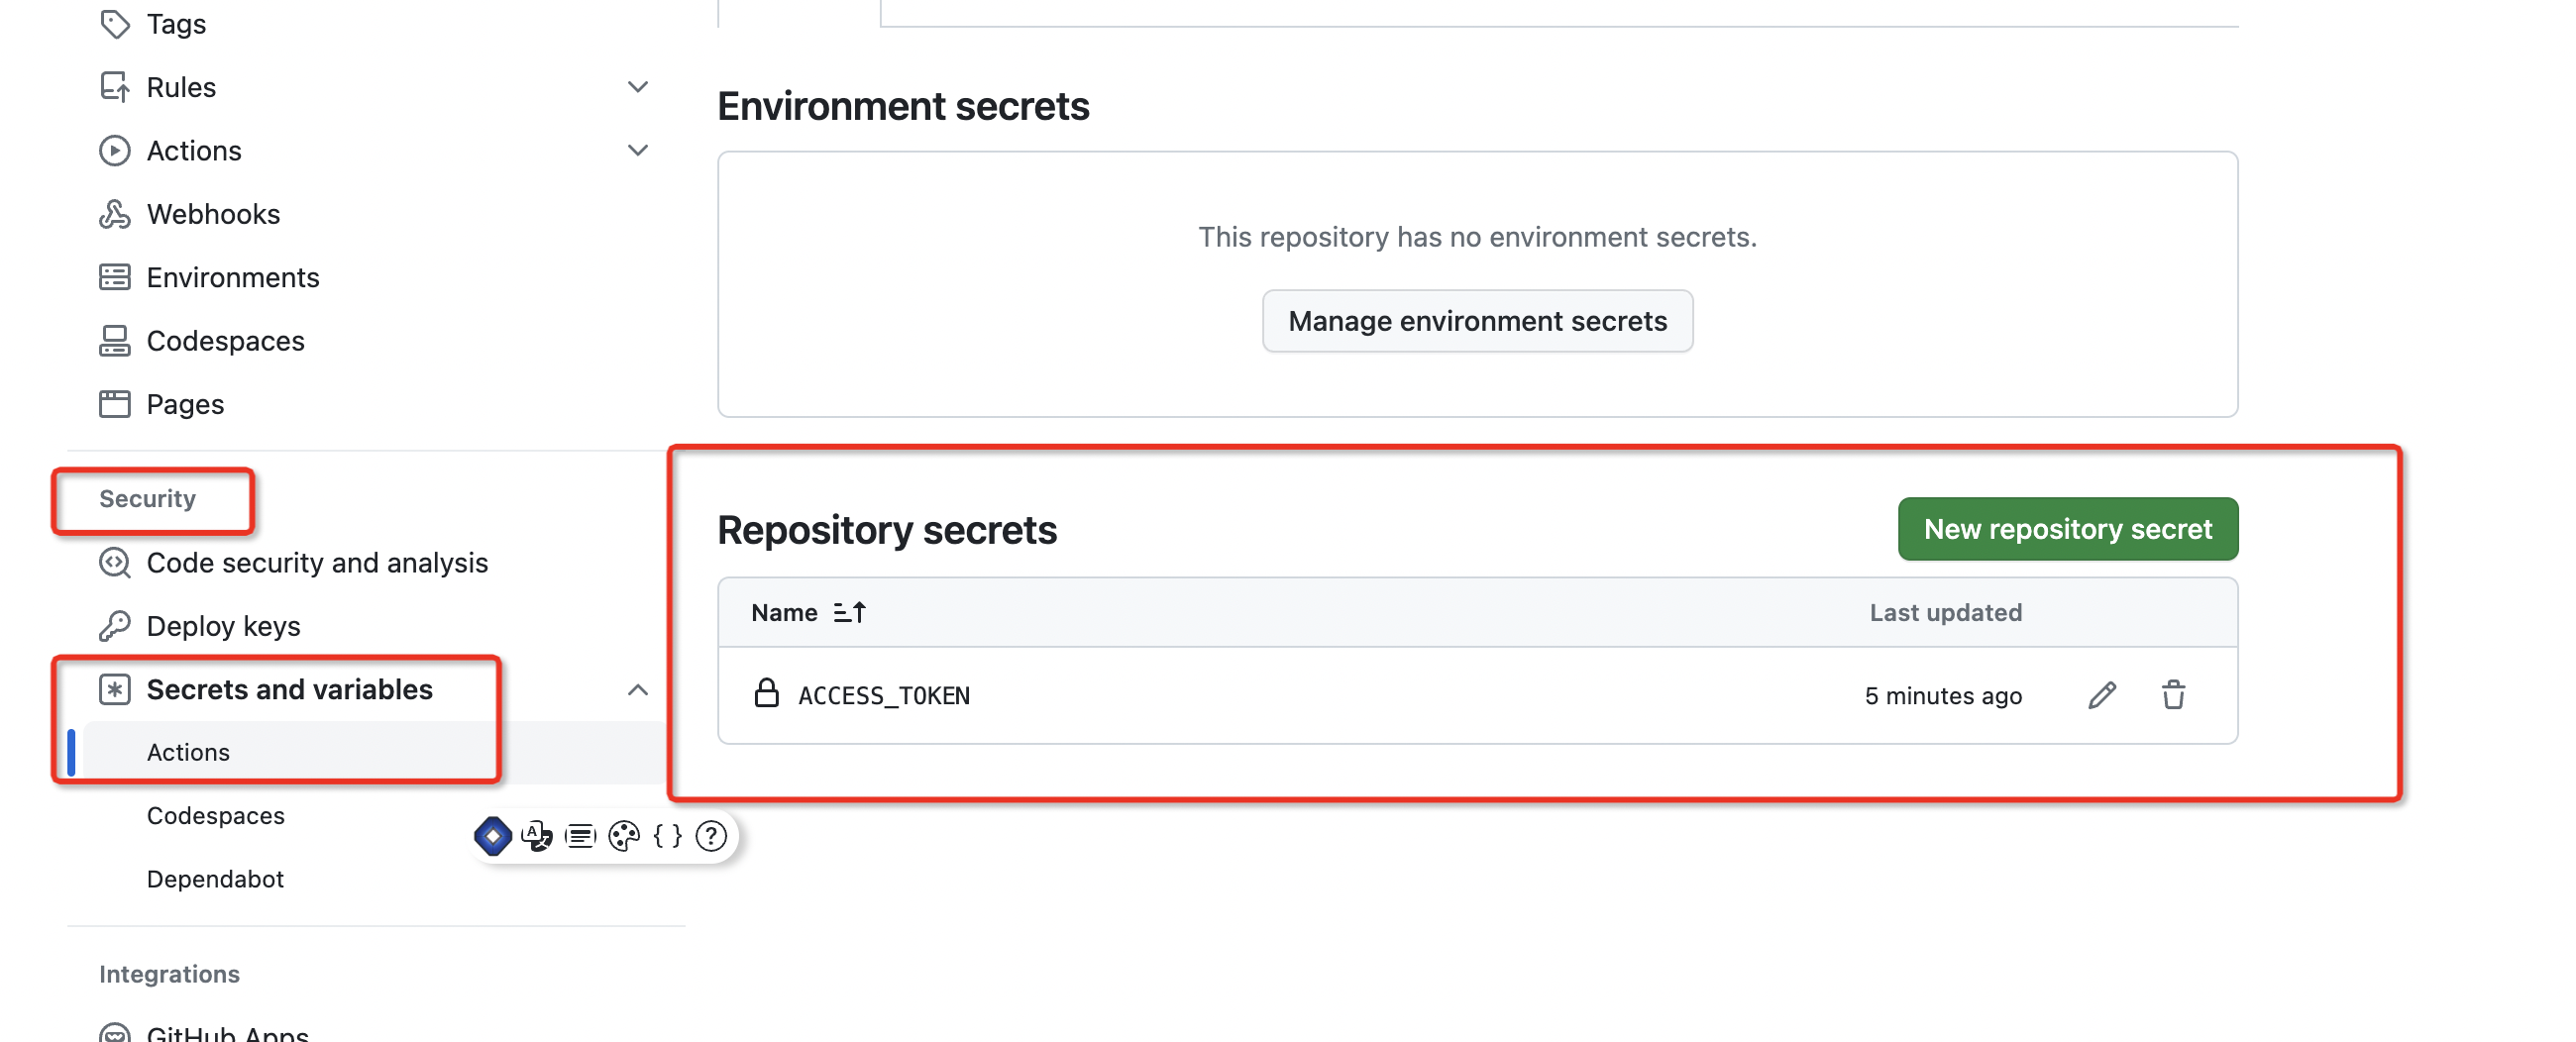 Tags
Rules
Actions
Webhooks
Environments
Codespaces
Pages
Security
Code security and analysis
Deploy keys
Secrets and variables
Actions
Codespaces
Dependabot
Integrations
GitHub Apps
Environment secrets
This repository has no environment secrets.
Manage environment secrets
Repository secrets
New repository secret
Name
Last updated
ACCESS_TOKEN
5 minutes ago